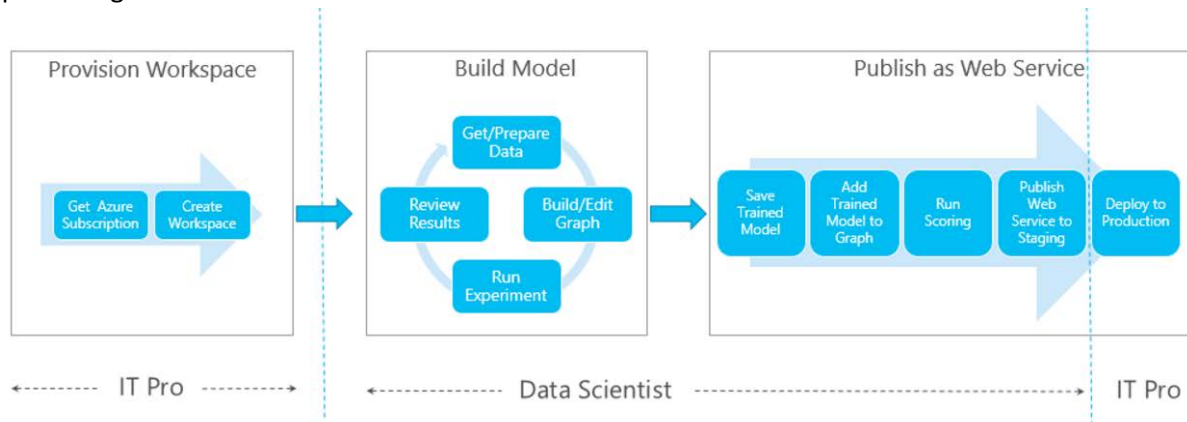 Provision Workspace
Get Azure
Subscription
Create
Workspace
Build Model
Get/Prepare
Data
Build/Edit
Graph
Run
Experiment
Review
Results
Publish as Web Service
Save
Trained
Model
Add
Trained
Model to
Graph
Run
Scoring
Publish
Web
Service to
Staging
Deploy to
Production
IT Pro
Data Scientist
IT Pro